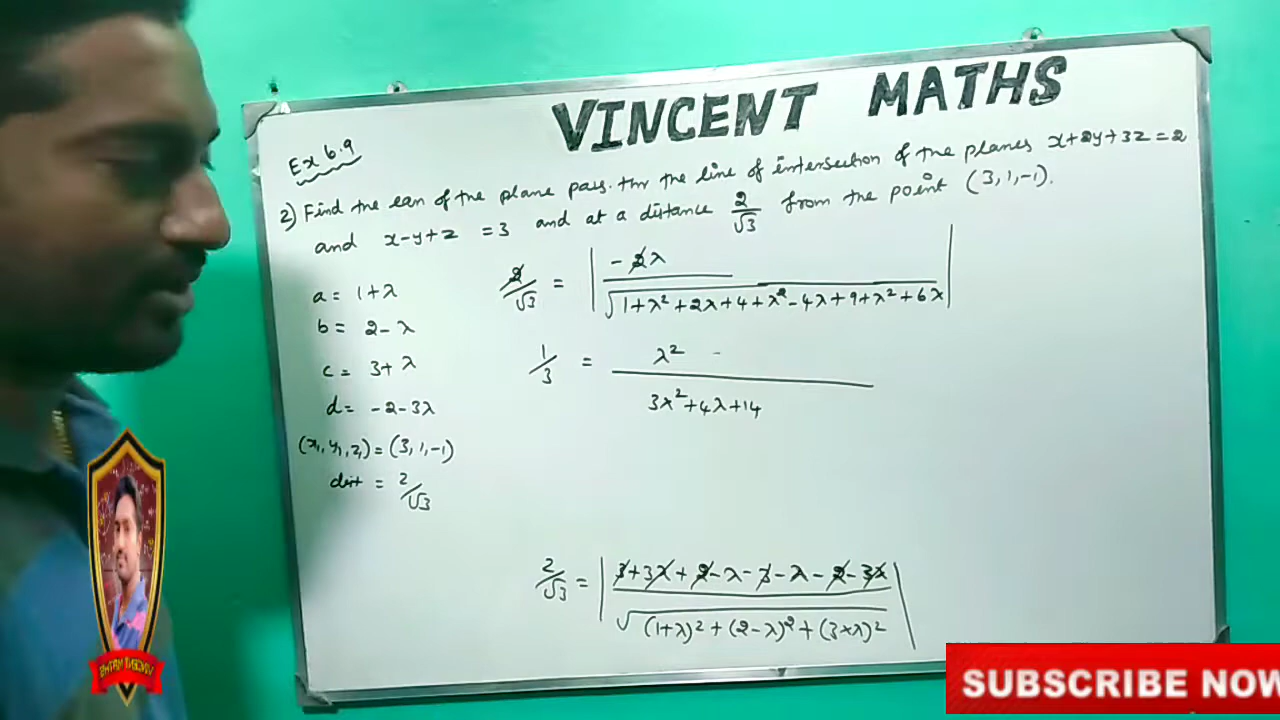 VINCENT MATHS
Ex 6.9
2) Find the eqn of the plane pass. thr the line of intersection of the planes x+2y+3z=2
and x-y+z =3 and at a distance 2/√3 from the point (3,1,-1).
a = 1+λ
b = 2-λ
c = 3+λ
d = -2-3λ
(x₁,y₁,z₁) = (3,1,-1)
dist = 2/√3
2/√3 = | -2λ / √(1+λ²+2λ+4+λ²-4λ+9+λ²+6λ) |
1/3 = λ² / 3λ²+4λ+14
2/√3 = | 3+3λ+2-λ-3-λ-2-3λ / √((1+λ)²+(2-λ)²+(3+λ)²) |
VINCENT MATHS
SUBSCRIBE NOW